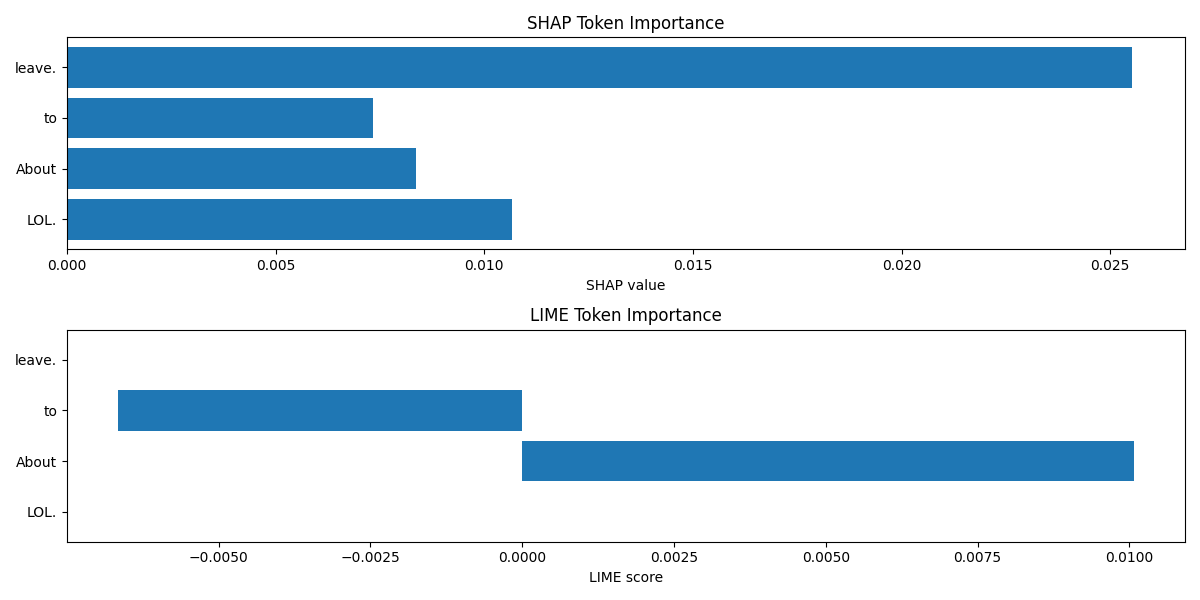 SHAP Token Importance
leave.
to
About
LOL.
0.000 0.005 0.010 0.015 0.020 0.025
SHAP value
LIME Token Importance
leave.
to
About
LOL.
−0.0050 −0.0025 0.0000 0.0025 0.0050 0.0075 0.0100
LIME score